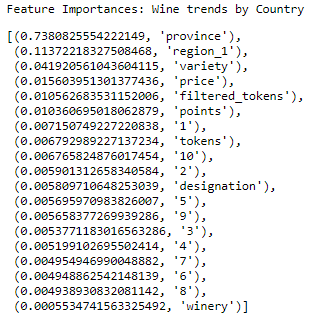 Feature Importances: Wine trends by Country
[(0.7380825554222149, 'province'),
(0.11372218327508468, 'region_1'),
(0.041920561043604115, 'variety'),
(0.015603951301377436, 'price'),
(0.010562683531152006, 'filtered_tokens'),
(0.010360695018062879, 'points'),
(0.007150749227220838, '1'),
(0.006792989227137234, 'tokens'),
(0.006765824876017454, '10'),
(0.005901312658340584, '2'),
(0.005809710648253039, 'designation'),
(0.005695970983826007, '5'),
(0.005658377269939286, '9'),
(0.0053771183016563286, '3'),
(0.005199102695502414, '4'),
(0.004954946990048882, '7'),
(0.004948862542148139, '6'),
(0.004938930832081142, '8'),
(0.0005534741563325492, 'winery')]